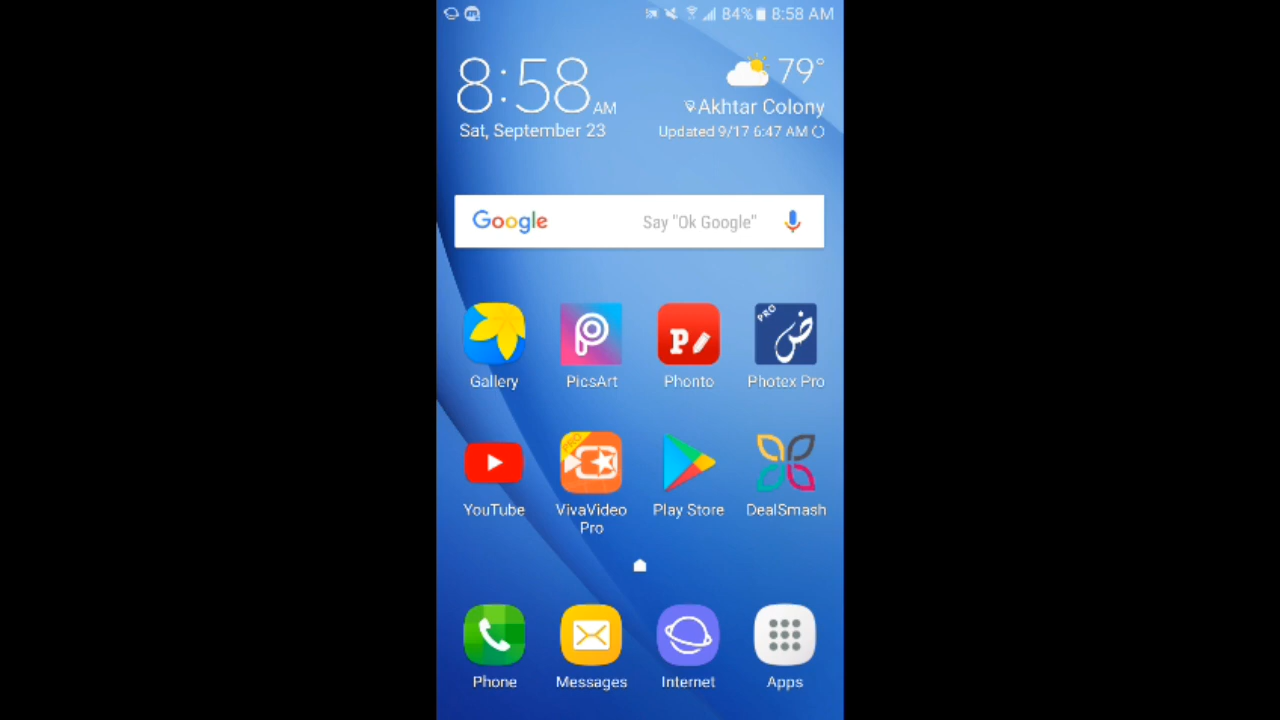 84% 8:58 AM
8:58 AM
79°
Akhtar Colony
Sat, September 23
Updated 9/17 6:47 AM
Google Say "Ok Google"
PRO
ض
Gallery PicsArt Phonto Photex Pro
PRO
YouTube VivaVideo Pro Play Store DealSmash
Phone Messages Internet Apps